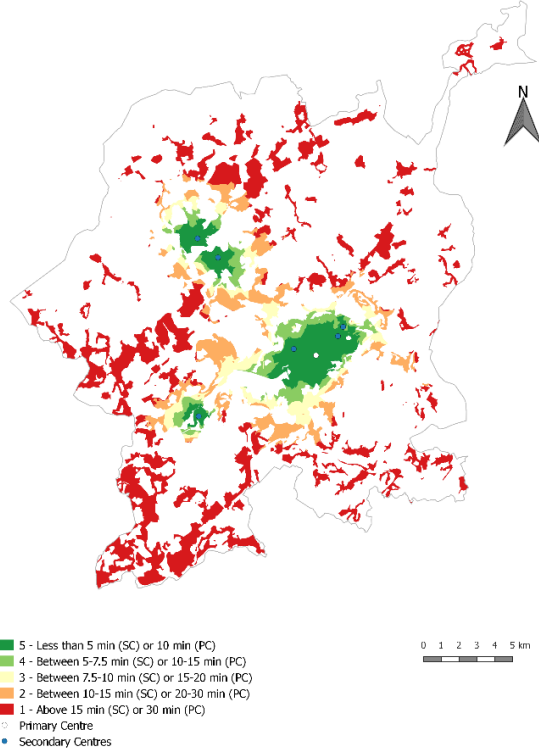 N
5 - Less than 5 min (SC) or 10 min (PC)
4 - Between 5-7.5 min (SC) or 10-15 min (PC)
3 - Between 7.5-10 min (SC) or 15-20 min (PC)
2 - Between 10-15 min (SC) or 20-30 min (PC)
1 - Above 15 min (SC) or 30 min (PC)
Primary Centre
Secondary Centres
0 1 2 3 4 5 km